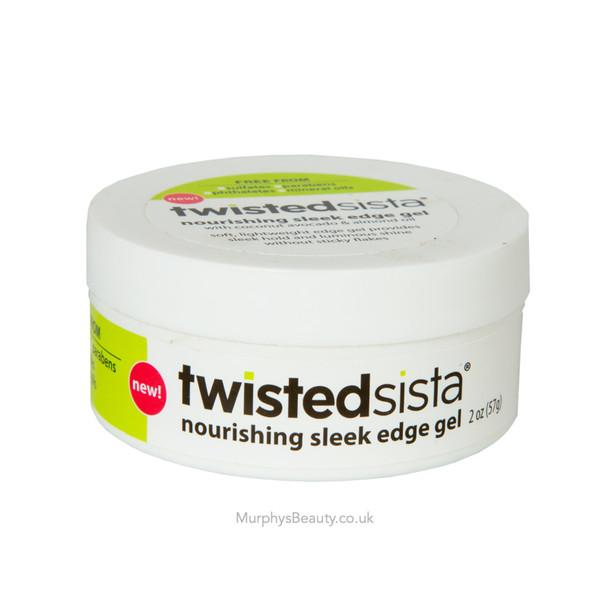 FREE FROM
sulfates parabens
phthalates mineral oils
new!
twistedsista®
nourishing sleek edge gel
with coconut avocado & almond oil
soft, lightweight edge gel provides
sleek hold and luminous shine
without sticky flakes
parabens
new!
twistedsista®
nourishing sleek edge gel 2 oz (57g)
MurphysBeauty.co.uk